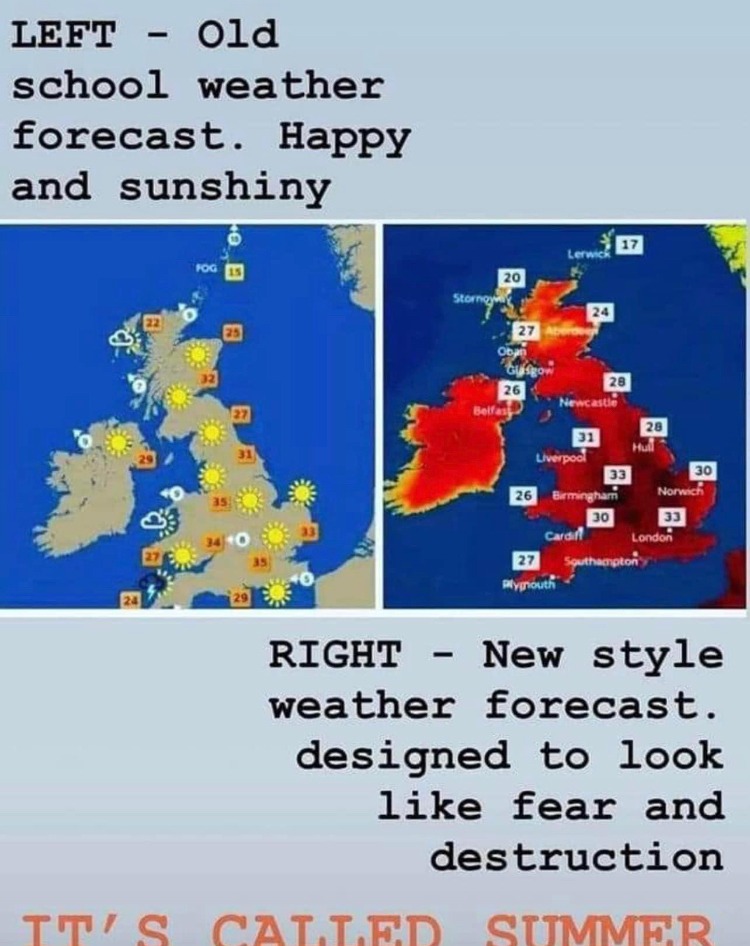 LEFT - Old
school weather
forecast. Happy
and sunshiny
FOG 15
22
25
32
27
29
31
35
33
34
27
35
24
29
Lerwick 17
20
Stornoway
24
27 Aberdeen
Oban
Glasgow
28
26
Belfast
Newcastle
28
31
Hull
Liverpool
33
30
26 Birmingham
Norwich
30
33
Cardiff
London
27
Southampton
Plymouth
RIGHT - New style
weather forecast.
designed to look
like fear and
destruction
IT'S CALLED SUMMER